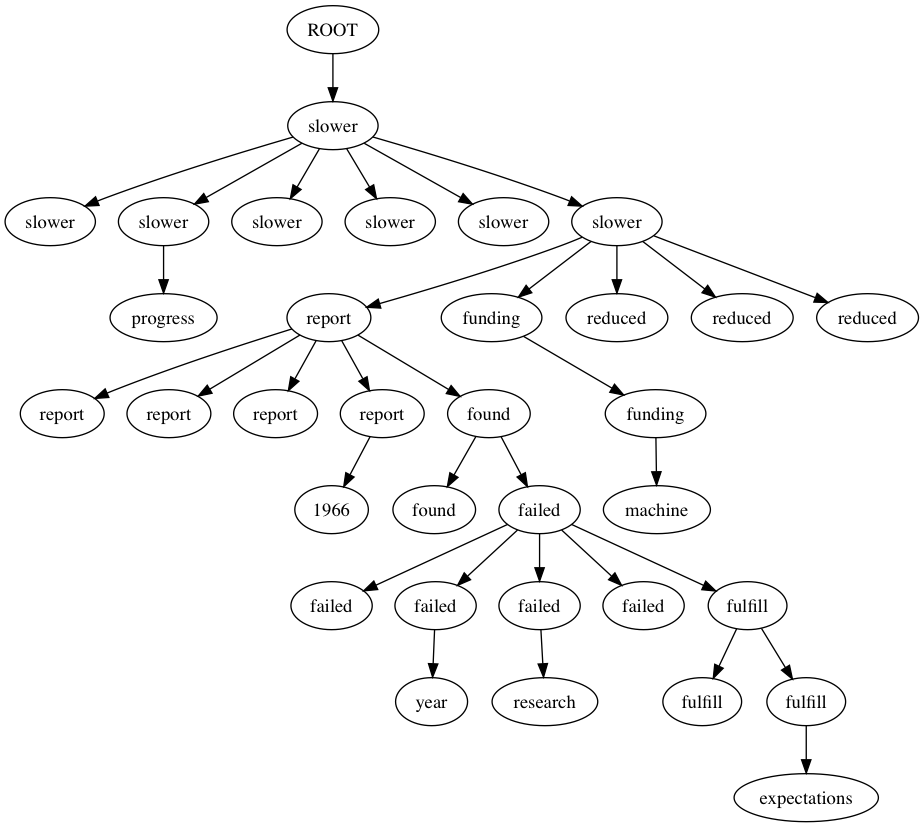 ROOT
slower
slower slower slower slower slower slower
progress report funding reduced reduced reduced
report report report report found funding
1966 found failed machine
failed failed failed failed fulfill
year research fulfill fulfill
expectations